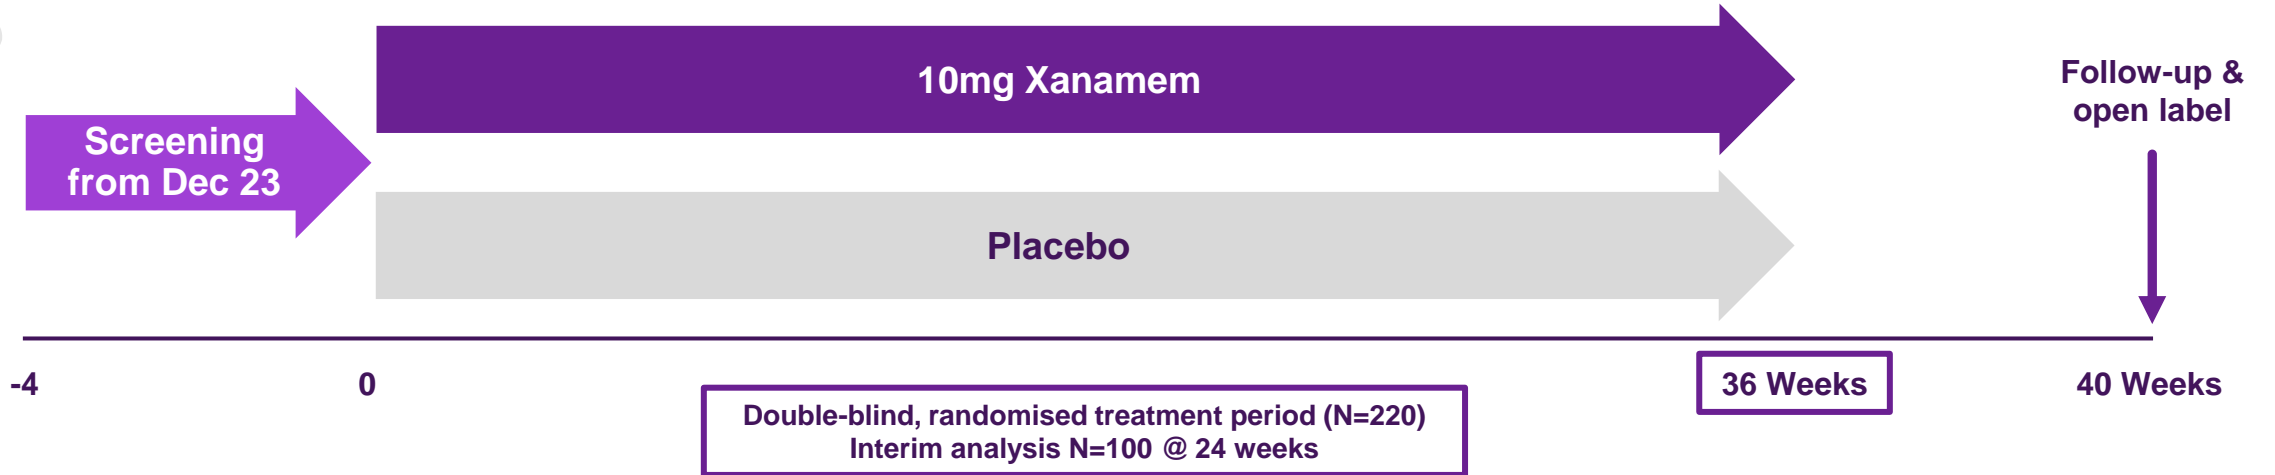 10mg Xanamem
Follow-up &
open label
Screening
from Dec 23
Placebo
-4
0
36 Weeks
40 Weeks
Double-blind, randomised treatment period (N=220)
Interim analysis N=100 @ 24 weeks